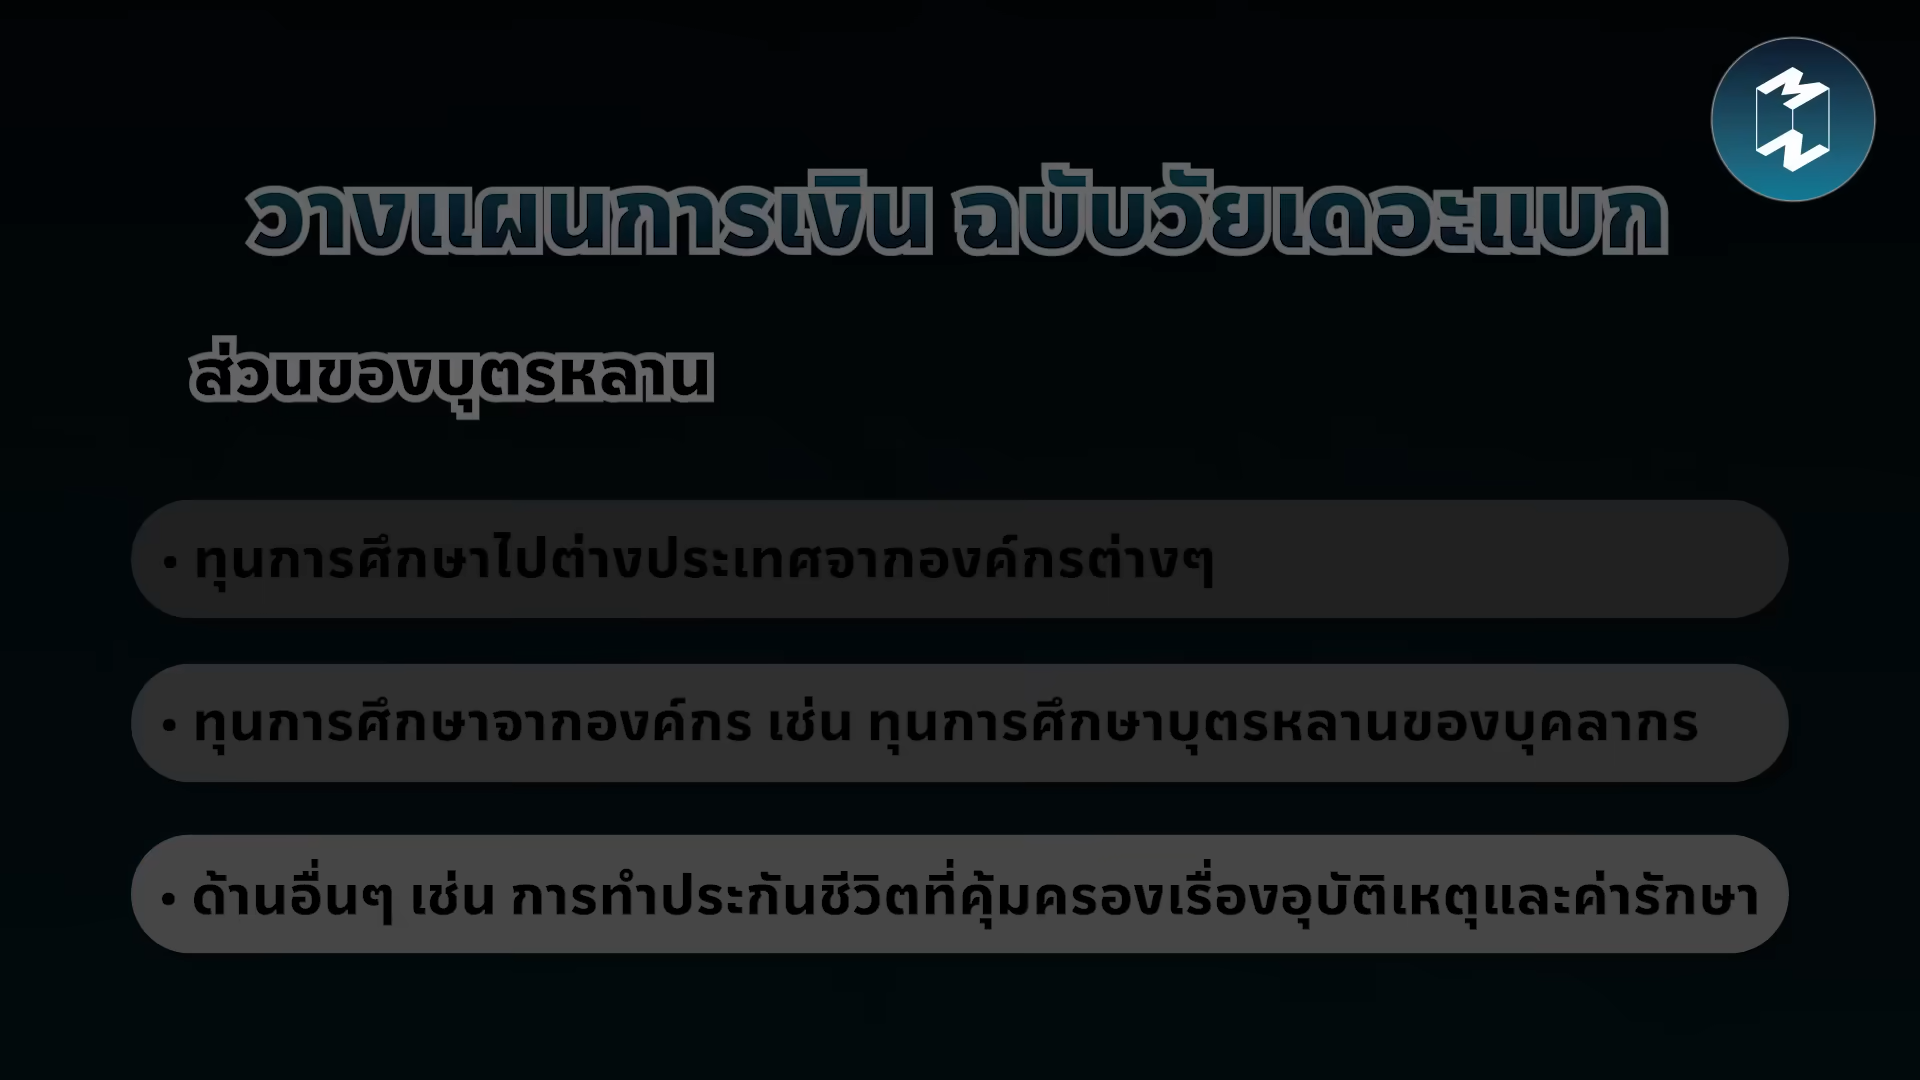 วางแผนการเงิน ฉบับวัยเดอะแบก
ส่วนของบุตรหลาน
• ทุนการศึกษาไปต่างประเทศจากองค์กรต่างๆ
• ทุนการศึกษาจากองค์กร เช่น ทุนการศึกษาบุตรหลานของบุคลากร
• ด้านอื่นๆ เช่น การทำประกันชีวิตที่คุ้มครองเรื่องอุบัติเหตุและค่ารักษา